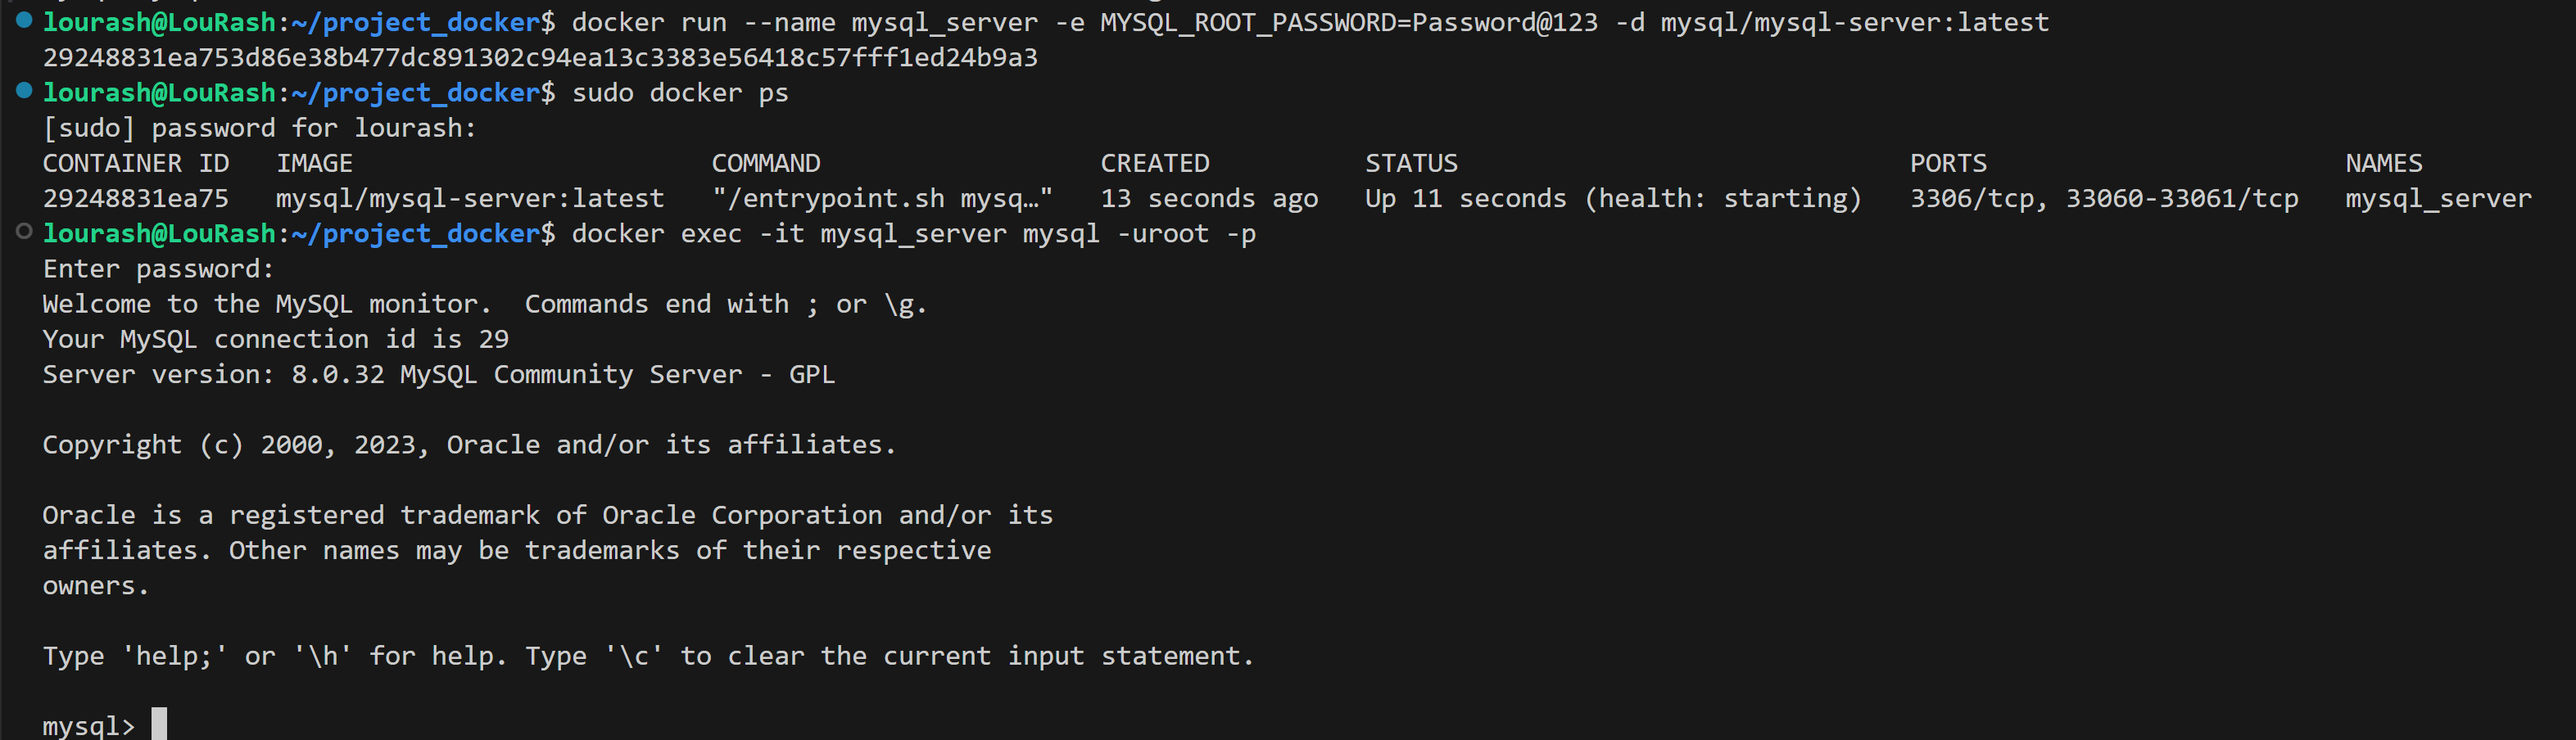 lourash@LouRash:~/project_docker$ docker run --name mysql_server -e MYSQL_ROOT_PASSWORD=Password@123 -d mysql/mysql-server:latest
29248831ea753d86e38b477dc891302c94ea13c3383e56418c57fff1ed24b9a3
lourash@LouRash:~/project_docker$ sudo docker ps
[sudo] password for lourash:
CONTAINER ID   IMAGE                       COMMAND                  CREATED          STATUS                             PORTS                       NAMES
29248831ea75   mysql/mysql-server:latest   "/entrypoint.sh mysq…"   13 seconds ago   Up 11 seconds (health: starting)   3306/tcp, 33060-33061/tcp   mysql_server
lourash@LouRash:~/project_docker$ docker exec -it mysql_server mysql -uroot -p
Enter password:
Welcome to the MySQL monitor.  Commands end with ; or \g.
Your MySQL connection id is 29
Server version: 8.0.32 MySQL Community Server - GPL
Copyright (c) 2000, 2023, Oracle and/or its affiliates.
Oracle is a registered trademark of Oracle Corporation and/or its
affiliates. Other names may be trademarks of their respective
owners.
Type 'help;' or '\h' for help. Type '\c' to clear the current input statement.
mysql>